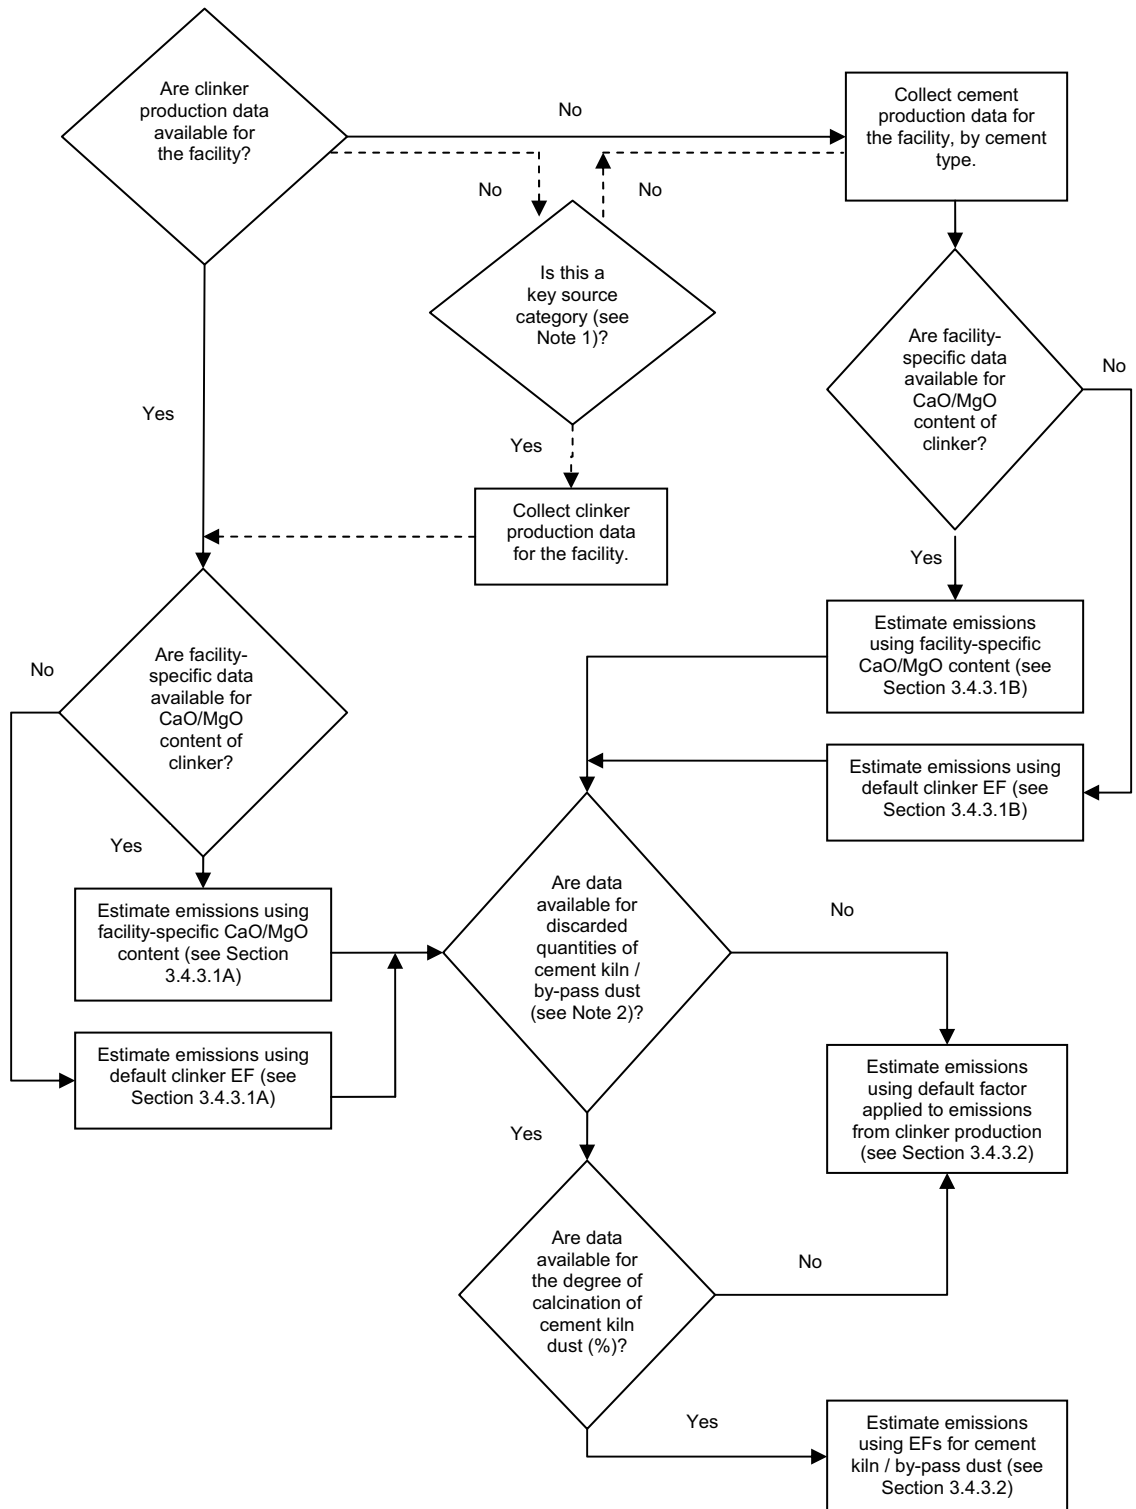 Are clinker
production data
available for
the facility?
No
Collect cement
production data for
the facility, by cement
type.
No
No
Is this a
key source
category (see
Note 1)?
Are facility-
specific data
available for
CaO/MgO
content of
clinker?
No
Yes
Yes
Collect clinker
production data
for the facility.
Yes
Estimate emissions
using facility-specific
CaO/MgO content (see
Section 3.4.3.1B)
No
Are facility-
specific data
available for
CaO/MgO
content of
clinker?
Estimate emissions using
default clinker EF (see
Section 3.4.3.1B)
Yes
Estimate emissions using
facility-specific CaO/MgO
content (see Section
3.4.3.1A)
Are data
available for
discarded
quantities of
cement kiln /
by-pass dust
(see Note 2)?
No
Estimate emissions using
default clinker EF (see
Section 3.4.3.1A)
Estimate emissions
using default factor
applied to emissions
from clinker production
(see Section 3.4.3.2)
Yes
Are data
available for
the degree of
calcination of
cement kiln
dust (%)?
No
Yes
Estimate emissions
using EFs for cement
kiln / by-pass dust (see
Section 3.4.3.2)